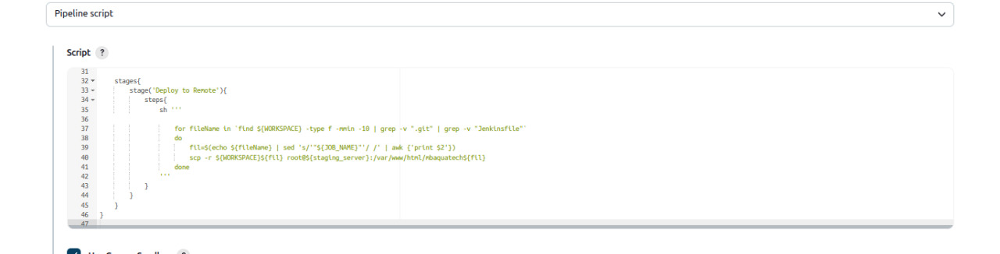 Pipeline script
Script ?
31
32 stages{
33 stage('Deploy to Remote'){
34 steps{
35 sh '''
36
37 for fileName in `find ${WORKSPACE} -type f -mmin -10 | grep -v ".git" | grep -v "Jenkinsfile"`
38 do
39 fil=$(echo ${fileName} | sed 's/'"${JOB_NAME}"'/ /' | awk {'print $2'})
40 scp -r ${WORKSPACE}${fil} root@${staging_server}:/var/www/html/mbaquatech${fil}
41 done
42 '''
43 }
44 }
45 }
46 }
47